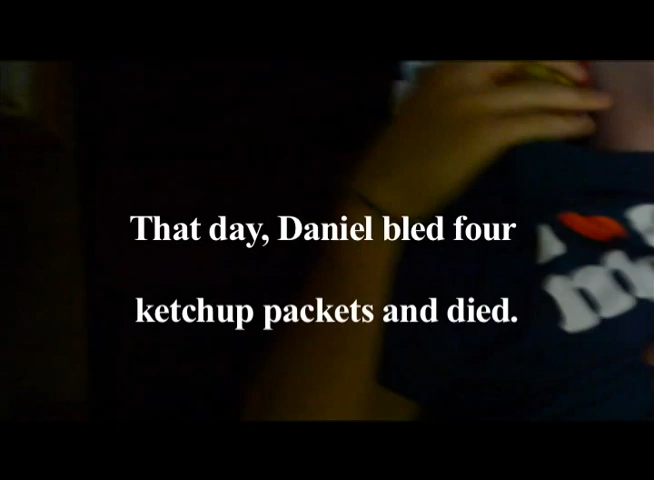 That day, Daniel bled four
ketchup packets and died.
I